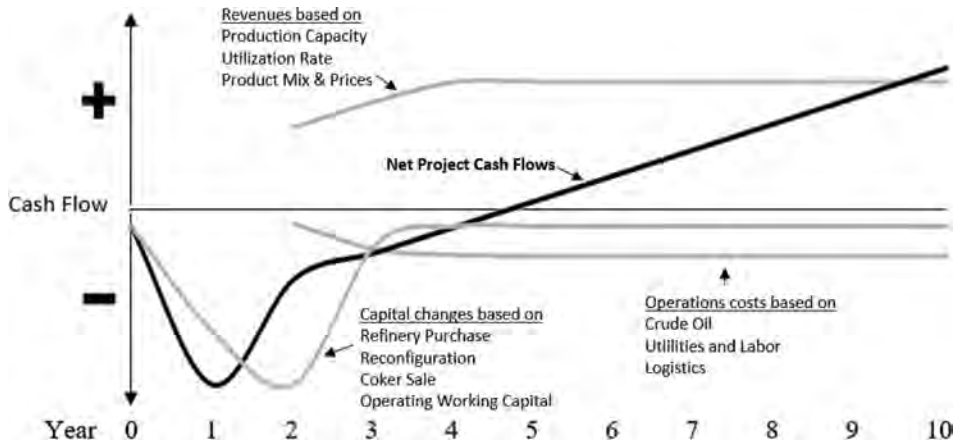 Revenues based on
Production Capacity
Utilization Rate
Product Mix & Prices
+
Net Project Cash Flows
Cash Flow
−
Capital changes based on
Refinery Purchase
Reconfiguration
Coker Sale
Operating Working Capital
Operations costs based on
Crude Oil
Utlilities and Labor
Logistics
Year 0 1 2 3 4 5 6 7 8 9 10